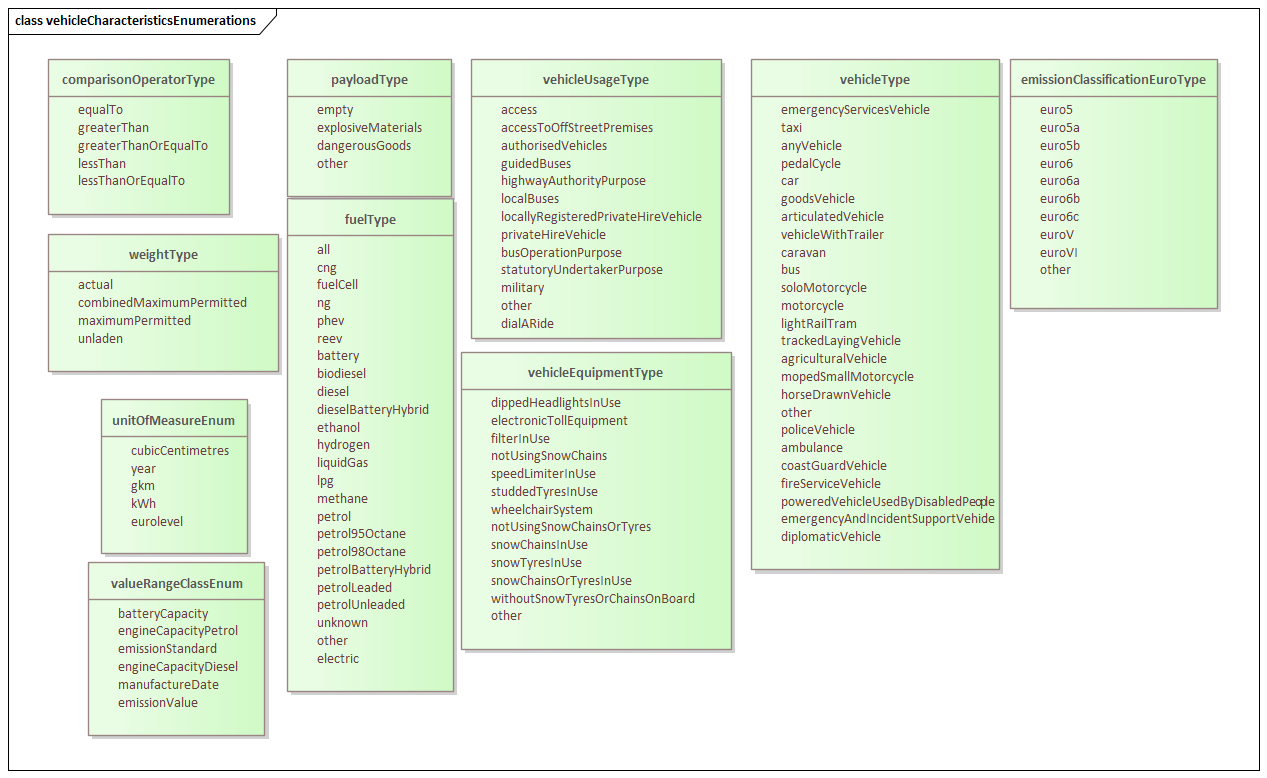 class vehicleCharacteristicsEnumerations
comparisonOperatorType
equalTo
greaterThan
greaterThanOrEqualTo
lessThan
lessThanOrEqualTo
weightType
actual
combinedMaximumPermitted
maximumPermitted
unladen
unitOfMeasureEnum
cubicCentimetres
year
gkm
kWh
eurolevel
valueRangeClassEnum
batteryCapacity
engineCapacityPetrol
emissionStandard
engineCapacityDiesel
manufactureDate
emissionValue
payloadType
empty
explosiveMaterials
dangerousGoods
other
fuelType
all
cng
fuelCell
ng
phev
reev
battery
biodiesel
diesel
dieselBatteryHybrid
ethanol
hydrogen
liquidGas
lpg
methane
petrol
petrol95Octane
petrol98Octane
petrolBatteryHybrid
petrolLeaded
petrolUnleaded
unknown
other
electric
vehicleUsageType
access
accessToOffStreetPremises
authorisedVehicles
guidedBuses
highwayAuthorityPurpose
localBuses
locallyRegisteredPrivateHireVehicle
privateHireVehicle
busOperationPurpose
statutoryUndertakerPurpose
military
other
dialARide
vehicleEquipmentType
dippedHeadlightsInUse
electronicTollEquipment
filterInUse
notUsingSnowChains
speedLimiterInUse
studdedTyresInUse
wheelchairSystem
notUsingSnowChainsOrTyres
snowChainsInUse
snowTyresInUse
snowChainsOrTyresInUse
withoutSnowTyresOrChainsOnBoard
other
vehicleType
emergencyServicesVehicle
taxi
anyVehicle
pedalCycle
car
goodsVehicle
articulatedVehicle
vehicleWithTrailer
caravan
bus
soloMotorcycle
motorcycle
lightRailTram
trackedLayingVehicle
agriculturalVehicle
mopedSmallMotorcycle
horseDrawnVehicle
other
policeVehicle
ambulance
coastGuardVehicle
fireServiceVehicle
poweredVehicleUsedByDisabledPeople
emergencyAndIncidentSupportVehicle
diplomaticVehicle
emissionClassificationEuroType
euro5
euro5a
euro5b
euro6
euro6a
euro6b
euro6c
euroV
euroVI
other